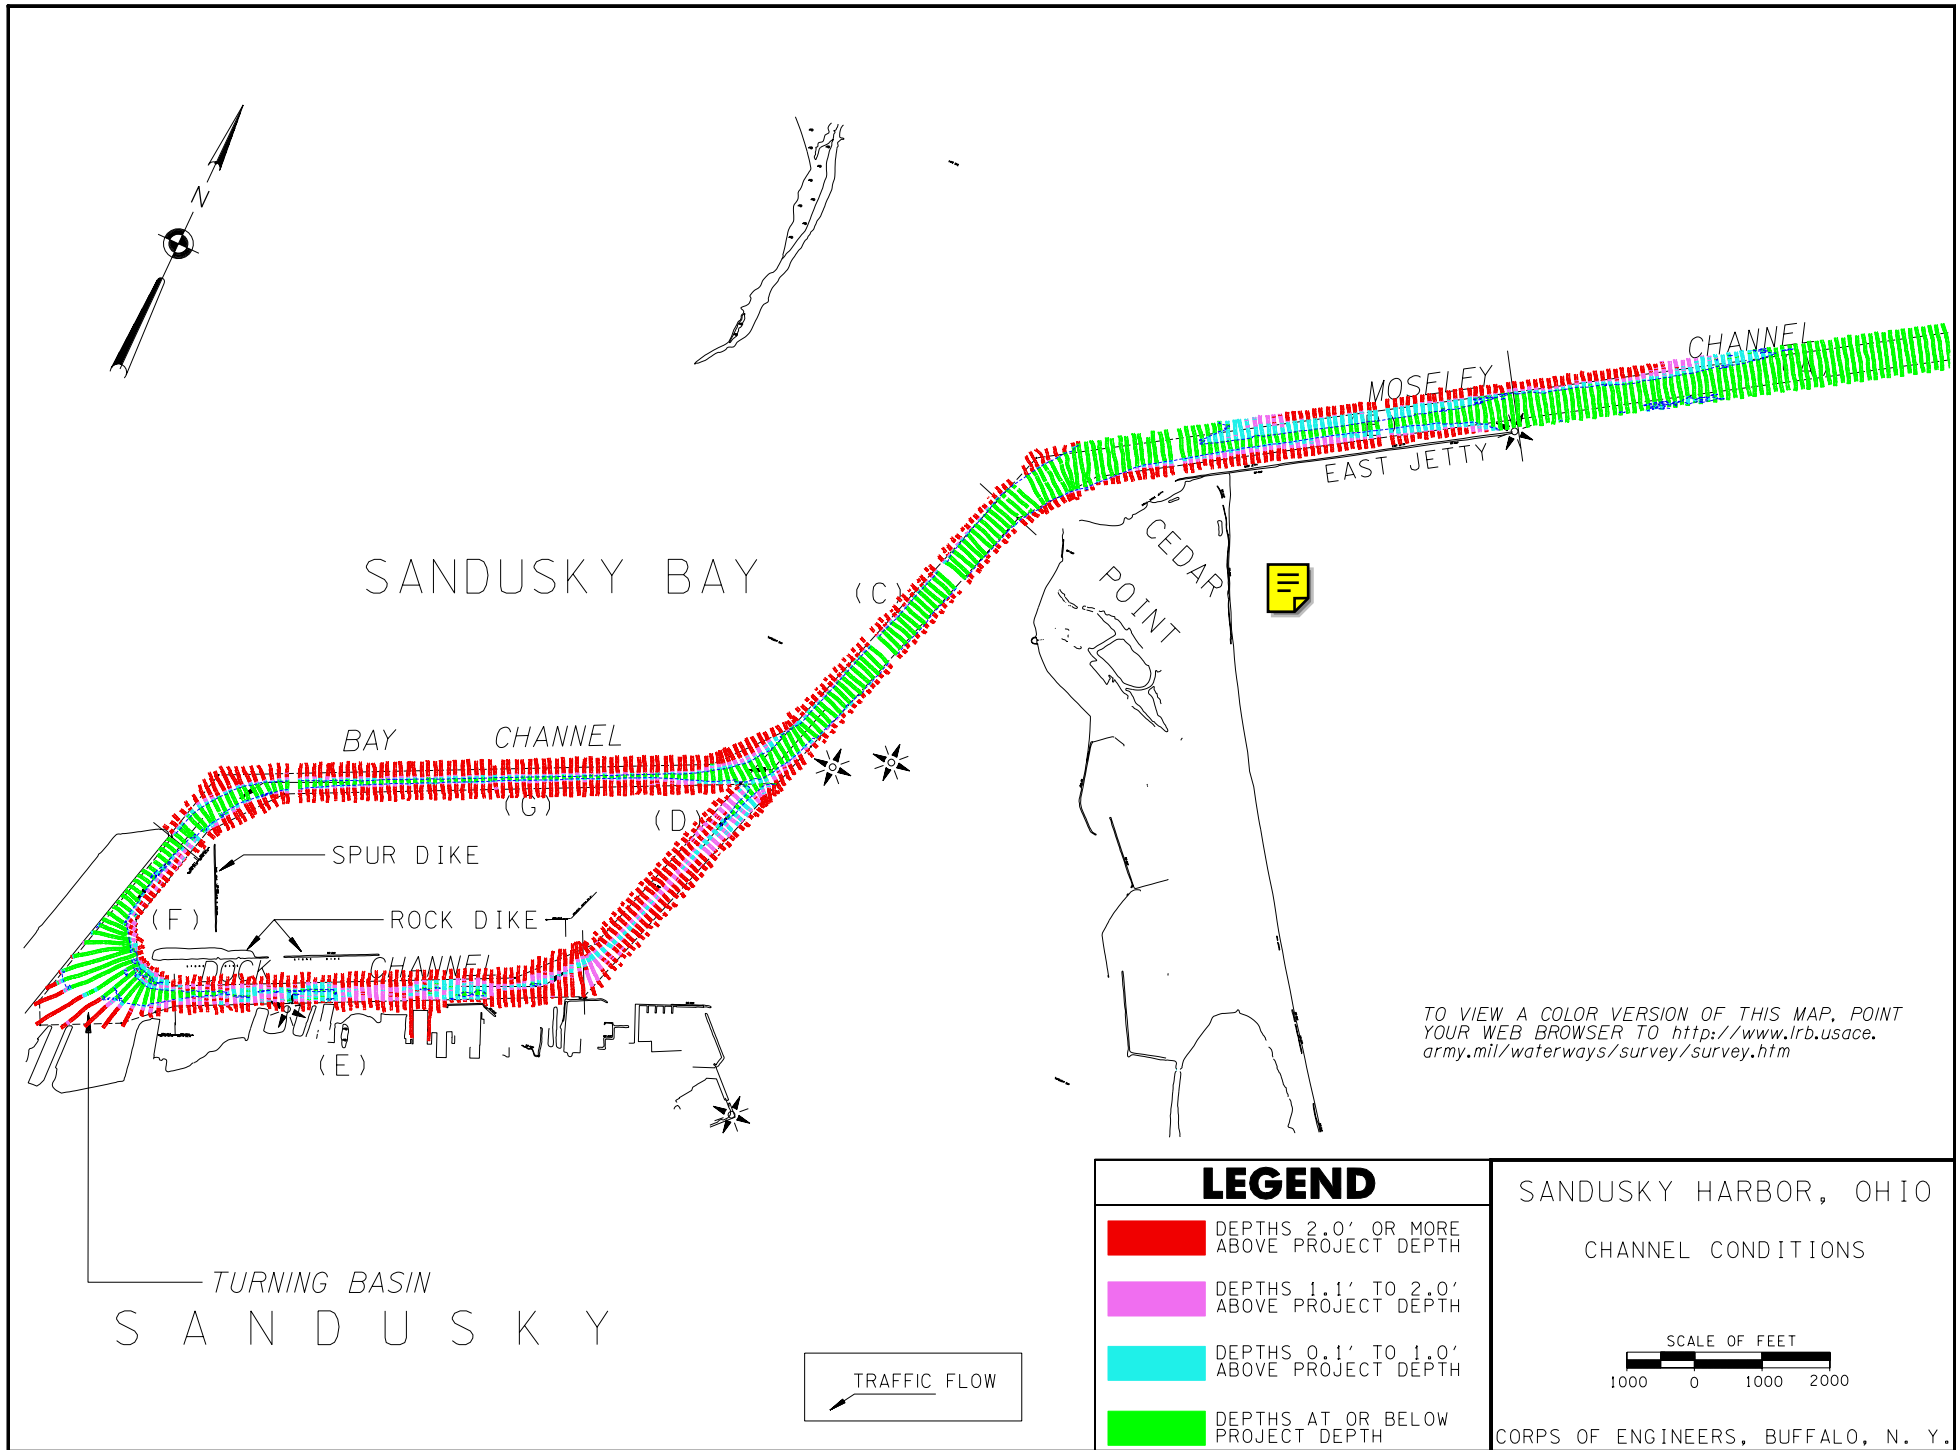 N
CHANNEL
(A)
MOSELEY
EAST JETTY
CEDAR
POINT
SANDUSKY BAY
(C)
BAY CHANNEL
(G)
(D)
SPUR DIKE
(F)
ROCK DIKE
DOCK CHANNEL
(E)
TO VIEW A COLOR VERSION OF THIS MAP, POINT
YOUR WEB BROWSER TO http://www.lrb.usace.
army.mil/waterways/survey/survey.htm
TURNING BASIN
SANDUSKY
TRAFFIC FLOW
LEGEND
DEPTHS 2.0' OR MORE
ABOVE PROJECT DEPTH
DEPTHS 1.1' TO 2.0'
ABOVE PROJECT DEPTH
DEPTHS 0.1' TO 1.0'
ABOVE PROJECT DEPTH
DEPTHS AT OR BELOW
PROJECT DEPTH
SANDUSKY HARBOR, OHIO
CHANNEL CONDITIONS
SCALE OF FEET
1000 0 1000 2000
CORPS OF ENGINEERS, BUFFALO, N. Y.